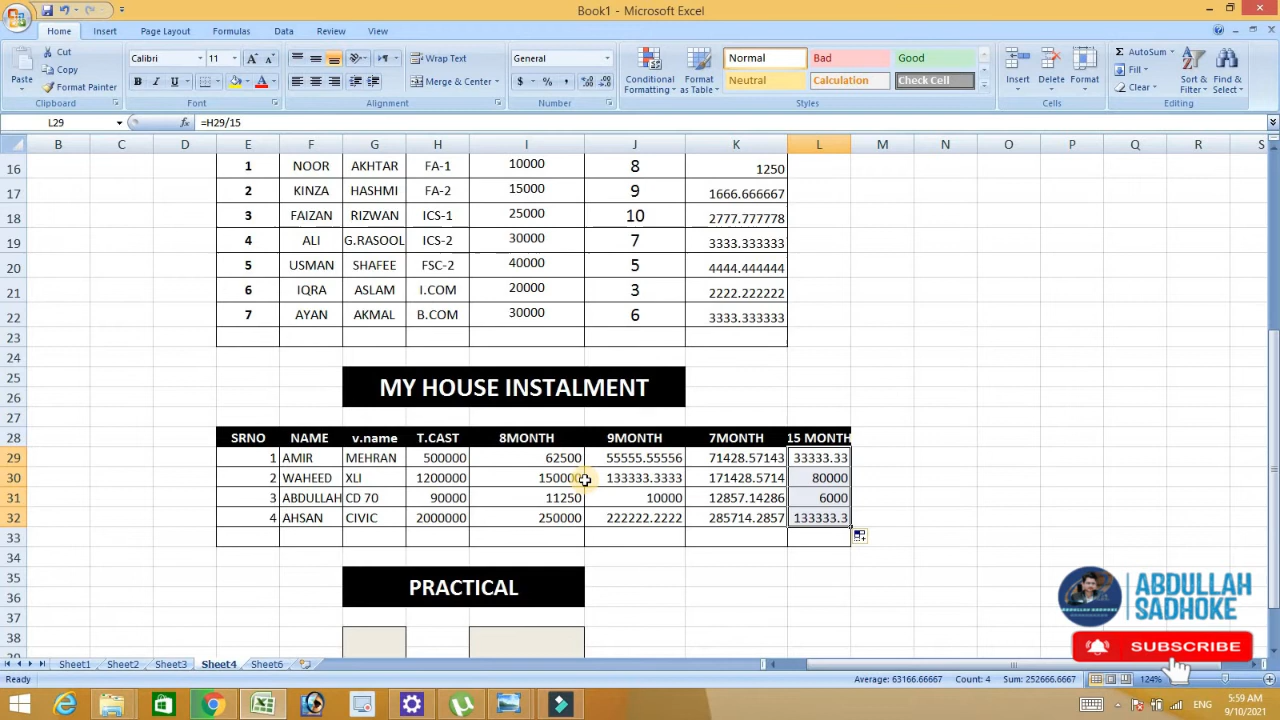 Book1 - Microsoft Excel
Home Insert Page Layout Formulas Data Review View
Cut
Copy
Paste
Format Painter
Clipboard
Calibri 11
B I U A
Font
Wrap Text
Merge & Center
Alignment
General
$ % ,
Number
Conditional Formatting
Format as Table
Normal Bad Good
Neutral Calculation Check Cell
Styles
Insert Delete Format
Cells
Σ AutoSum
Fill
Clear
Sort & Filter
Find & Select
Editing
L29 fx =H29/15
B C D E F G H I J K L M N O P Q R S
16 1 NOOR AKHTAR FA-1 10000 8 1250
17 2 KINZA HASHMI FA-2 15000 9 1666.666667
18 3 FAIZAN RIZWAN ICS-1 25000 10 2777.777778
19 4 ALI G.RASOOL ICS-2 30000 7 3333.333333
20 5 USMAN SHAFEE FSC-2 40000 5 4444.444444
21 6 IQRA ASLAM I.COM 20000 3 2222.222222
22 7 AYAN AKMAL B.COM 30000 6 3333.333333
23
24
25
26
MY HOUSE INSTALMENT
27
28 SRNO NAME v.name T.CAST 8MONTH 9MONTH 7MONTH 15 MONTH
29 1 AMIR MEHRAN 500000 62500 55555.55556 71428.57143 33333.33
30 2 WAHEED XLI 1200000 150000 133333.3333 171428.5714 80000
31 3 ABDULLAH CD 70 90000 11250 10000 12857.14286 6000
32 4 AHSAN CIVIC 2000000 250000 222222.2222 285714.2857 133333.3
33
34
35
36
PRACTICAL
37
38
ABDULLAH
SADHOKE
SUBSCRIBE
Sheet1 Sheet2 Sheet3 Sheet4 Sheet6
Ready Average: 63166.66667 Count: 4 Sum: 252666.6667 124%
ENG 5:59 AM
9/10/2021